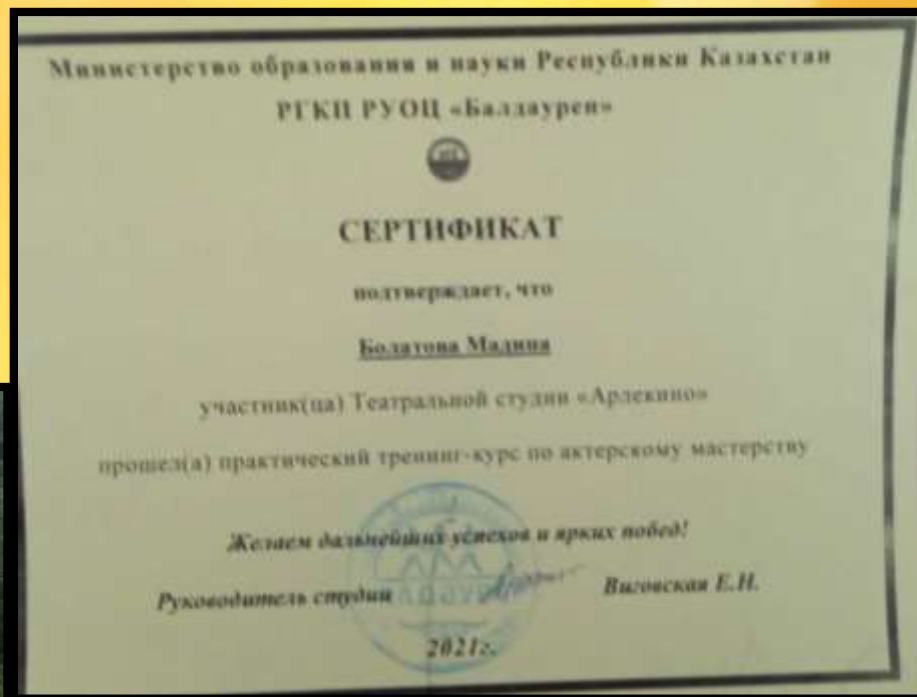 Министерство образования и науки Республики Казахстан
РГКП РУОЦ «Балдаурен»
СЕРТИФИКАТ
подтверждает, что
Болатова Мадина
участник(ца) Театральной студии «Арлекино»
прошел(а) практический тренинг-курс по актерскому мастерству
Желаем дальнейших успехов и ярких побед!
Руководитель студии Виговская Е.Н.
2021г.